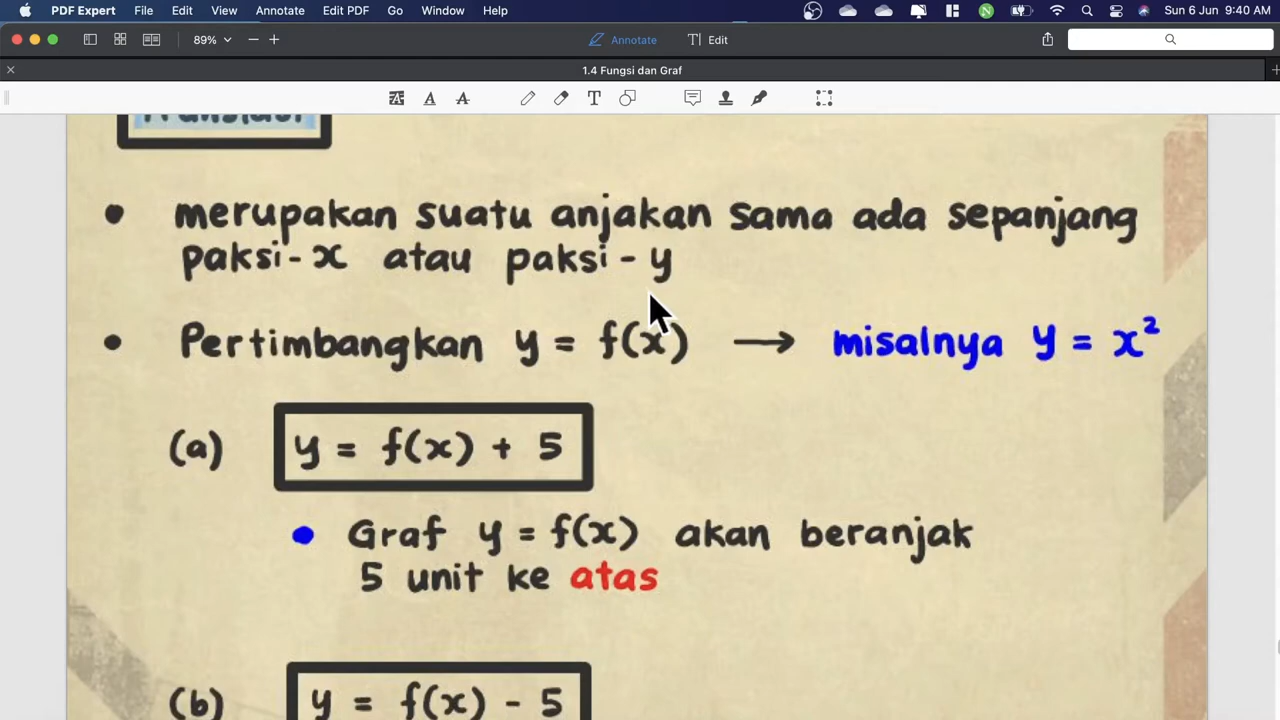 PDF Expert File Edit View Annotate Edit PDF Go Window Help Sun 6 Jun 9:40 AM
89% Annotate Edit
1.4 Fungsi dan Graf
Translasi
• merupakan suatu anjakan sama ada sepanjang
paksi-x atau paksi-y
• Pertimbangkan y = f(x) → misalnya y = x²
(a) y = f(x) + 5
• Graf y = f(x) akan beranjak
5 unit ke atas
(b) y = f(x) - 5